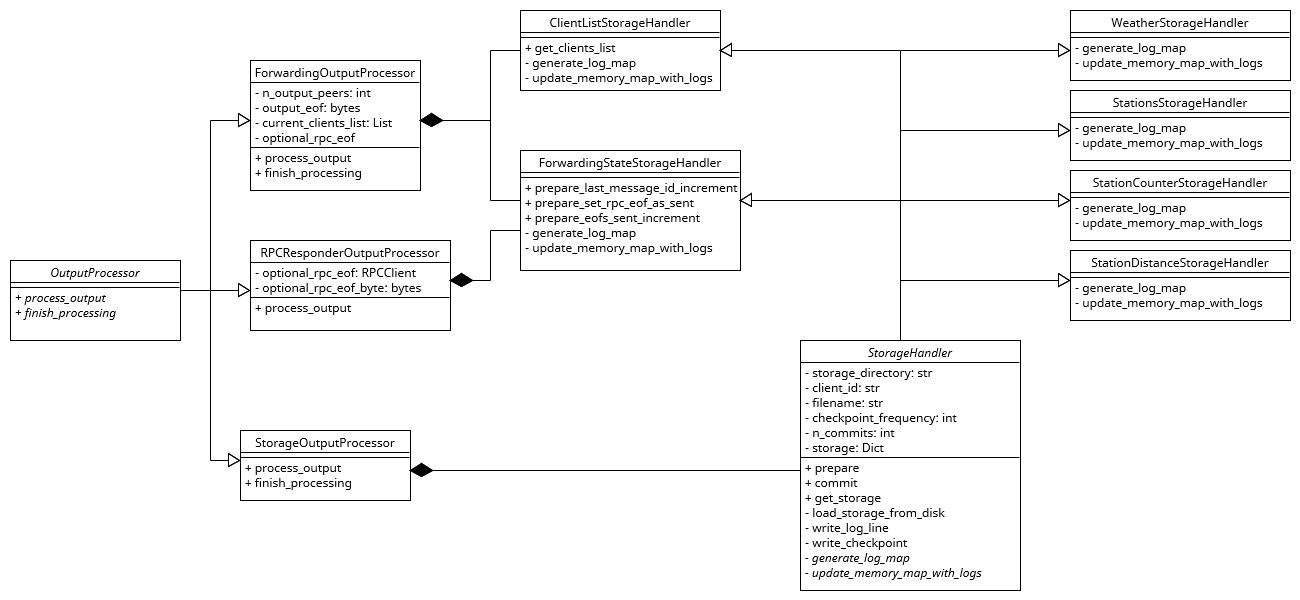 OutputProcessor
+ process_output
+ finish_processing
ForwardingOutputProcessor
- n_output_peers: int
- output_eof: bytes
- current_clients_list: List
- optional_rpc_eof
+ process_output
+ finish_processing
RPCResponderOutputProcessor
- optional_rpc_eof: RPCClient
- optional_rpc_eof_byte: bytes
+ process_output
StorageOutputProcessor
+ process_output
+ finish_processing
ClientListStorageHandler
+ get_clients_list
- generate_log_map
- update_memory_map_with_logs
ForwardingStateStorageHandler
+ prepare_last_message_id_increment
+ prepare_set_rpc_eof_as_sent
+ prepare_eofs_sent_increment
- generate_log_map
- update_memory_map_with_logs
StorageHandler
- storage_directory: str
- client_id: str
- filename: str
- checkpoint_frequency: int
- n_commits: int
- storage: Dict
+ prepare
+ commit
+ get_storage
- load_storage_from_disk
- write_log_line
- write_checkpoint
- generate_log_map
- update_memory_map_with_logs
WeatherStorageHandler
- generate_log_map
- update_memory_map_with_logs
StationsStorageHandler
- generate_log_map
- update_memory_map_with_logs
StationCounterStorageHandler
- generate_log_map
- update_memory_map_with_logs
StationDistanceStorageHandler
- generate_log_map
- update_memory_map_with_logs